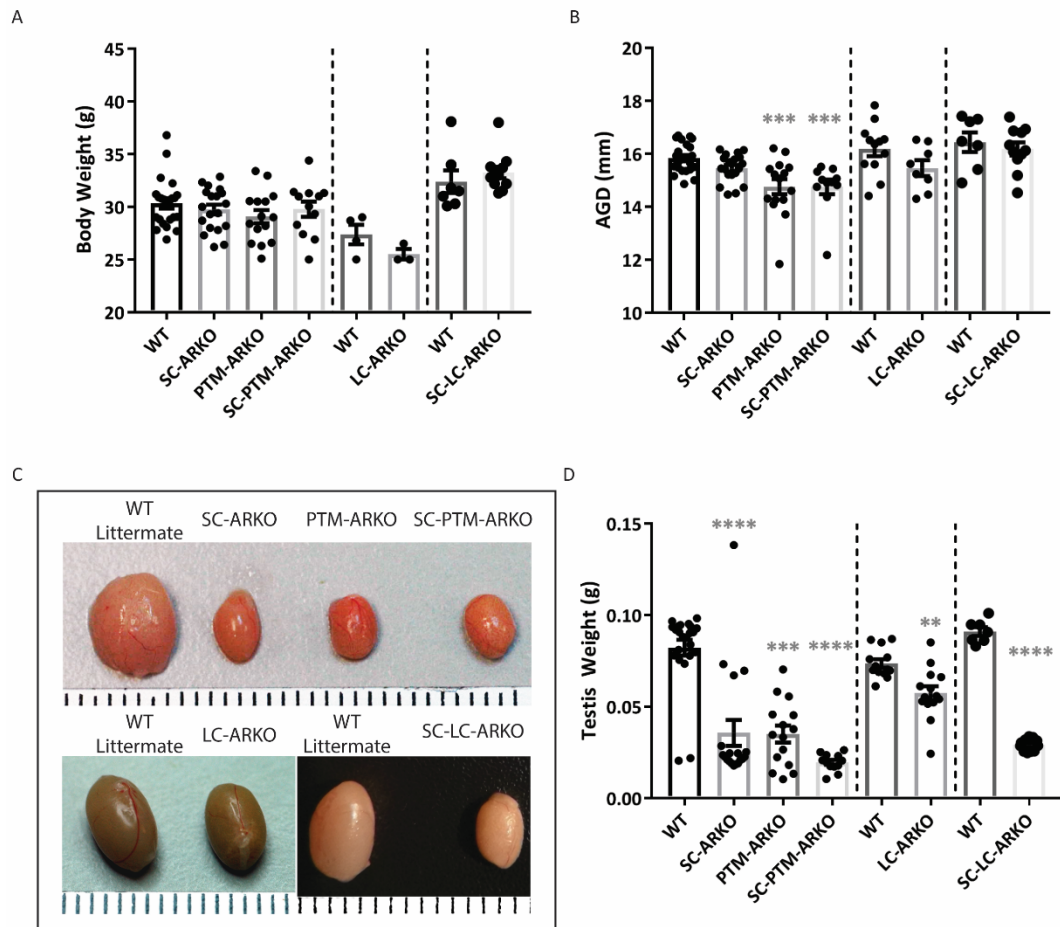 A
Body Weight (g)
45
40
35
30
25
20
WT
SC-ARKO
PTM-ARKO
SC-PTM-ARKO
WT
LC-ARKO
WT
SC-LC-ARKO
B
AGD (mm)
20
18
16
14
12
10
***
***
WT
SC-ARKO
PTM-ARKO
SC-PTM-ARKO
WT
LC-ARKO
WT
SC-LC-ARKO
C
WT
Littermate
SC-ARKO
PTM-ARKO
SC-PTM-ARKO
WT
Littermate
LC-ARKO
WT
Littermate
SC-LC-ARKO
D
Testis Weight (g)
0.15
0.10
0.05
0.00
****
***
****
**
****
WT
SC-ARKO
PTM-ARKO
SC-PTM-ARKO
WT
LC-ARKO
WT
SC-LC-ARKO